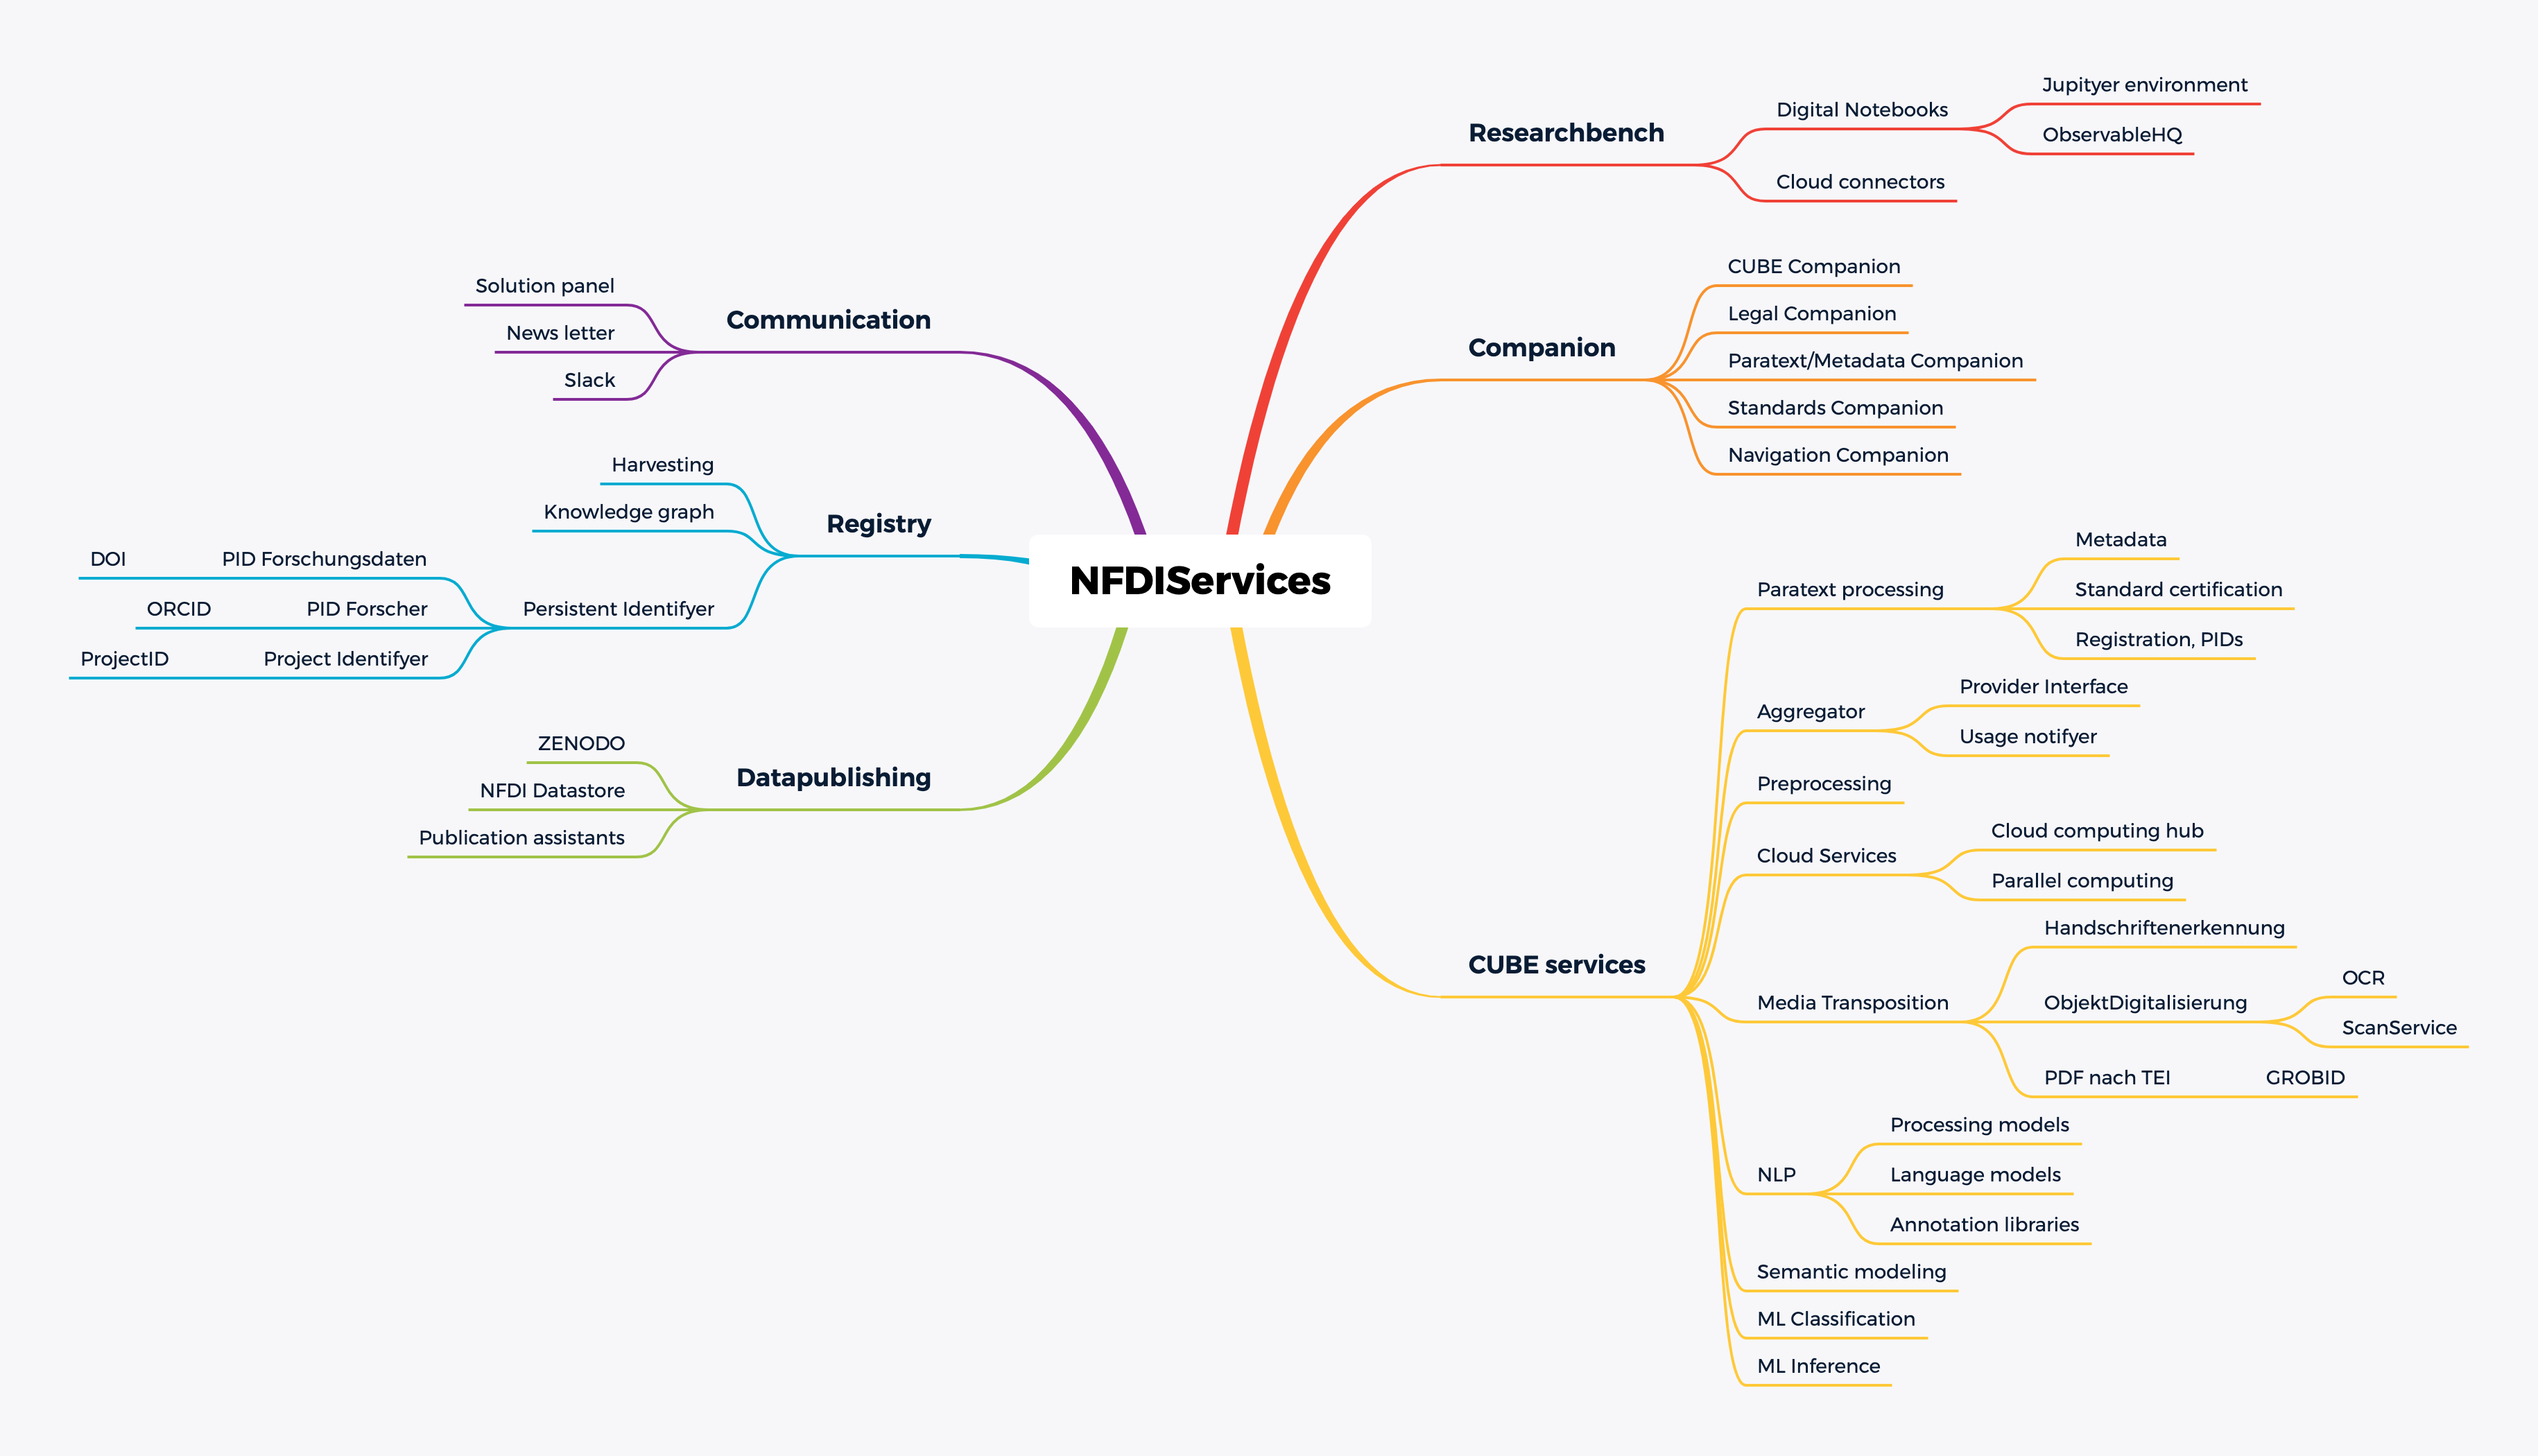 NFDIServices
Researchbench
Digital Notebooks
Jupityer environment
ObservableHQ
Cloud connectors
Companion
CUBE Companion
Legal Companion
Paratext/Metadata Companion
Standards Companion
Navigation Companion
CUBE services
Paratext processing
Metadata
Standard certification
Registration, PIDs
Aggregator
Provider Interface
Usage notifyer
Preprocessing
Cloud Services
Cloud computing hub
Parallel computing
Media Transposition
Handschriftenerkennung
ObjektDigitalisierung
OCR
ScanService
PDF nach TEI
GROBID
NLP
Processing models
Language models
Annotation libraries
Semantic modeling
ML Classification
ML Inference
Communication
Solution panel
News letter
Slack
Registry
Harvesting
Knowledge graph
Persistent Identifyer
PID Forschungsdaten
DOI
PID Forscher
ORCID
Project Identifyer
ProjectID
Datapublishing
ZENODO
NFDI Datastore
Publication assistants